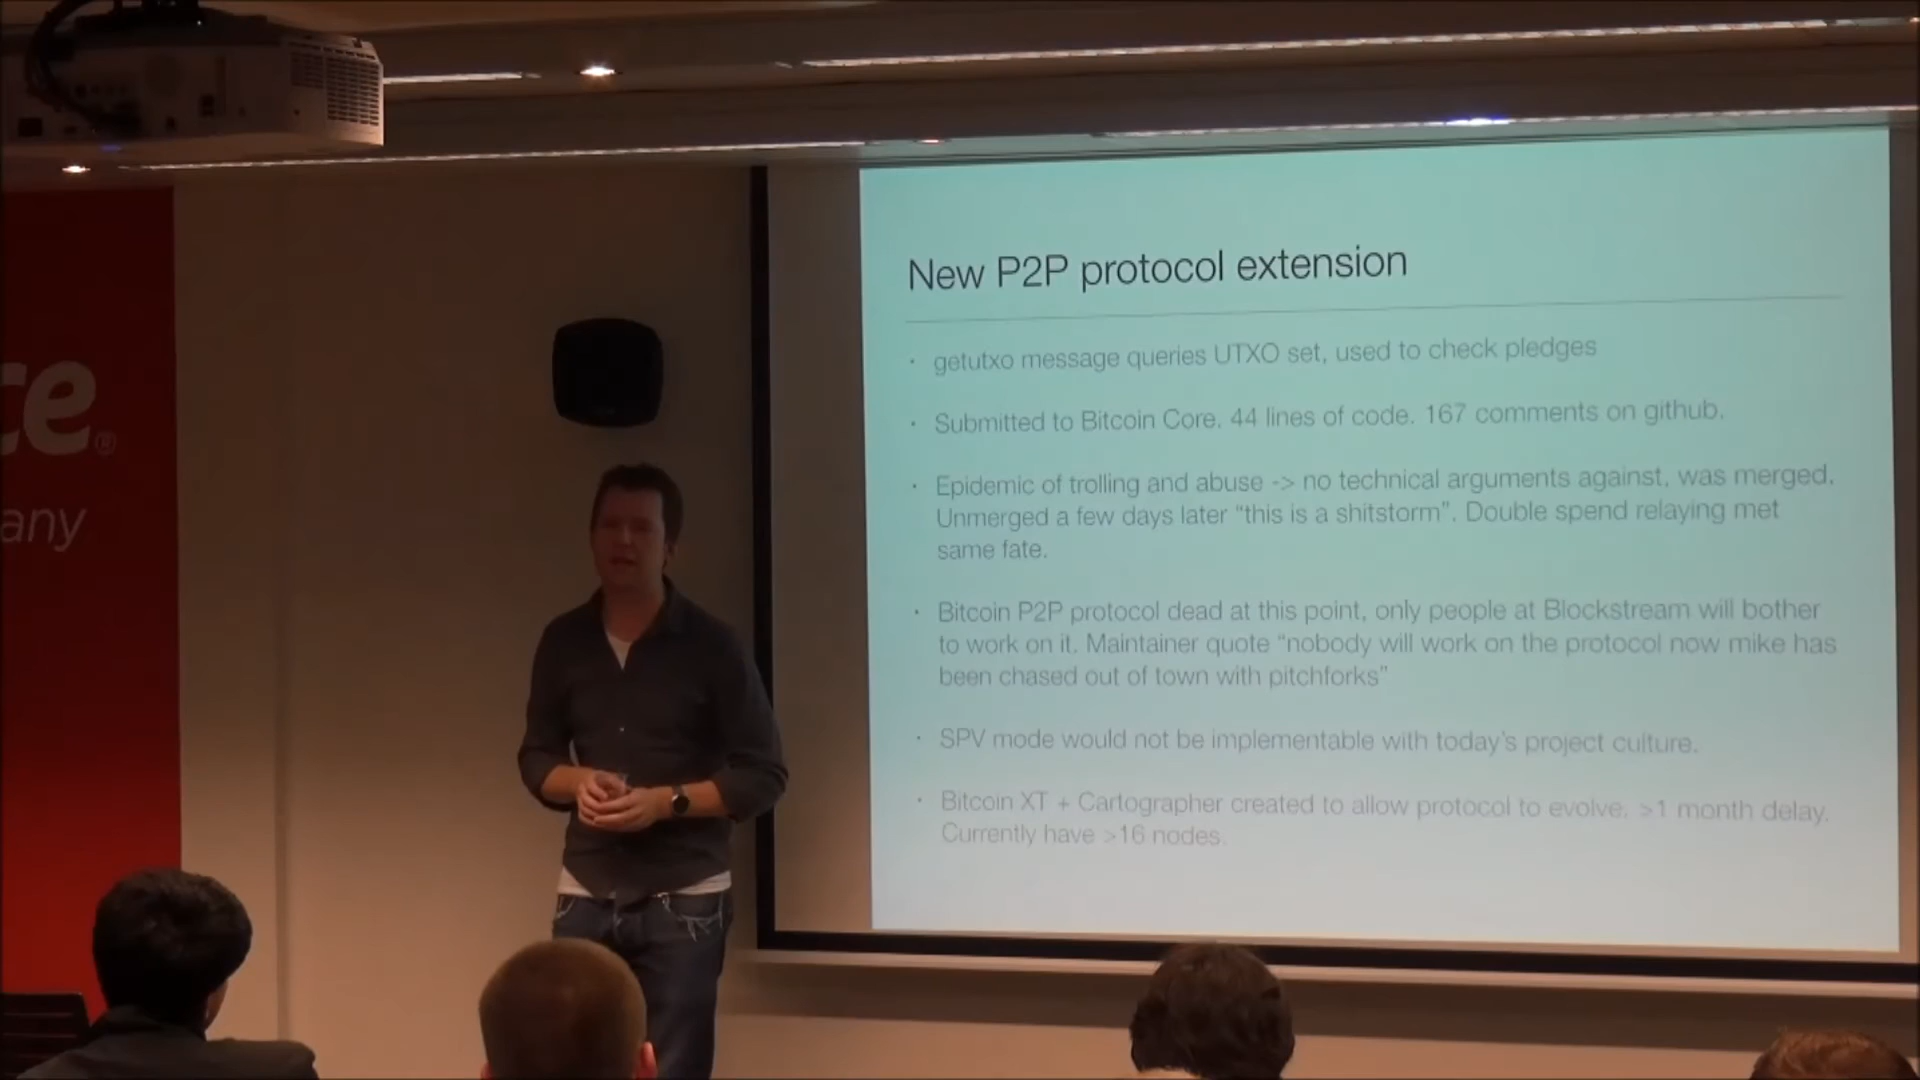 ce®
any
New P2P protocol extension
· getutxo message queries UTXO set, used to check pledges
· Submitted to Bitcoin Core. 44 lines of code. 167 comments on github.
· Epidemic of trolling and abuse -> no technical arguments against, was merged.
Unmerged a few days later “this is a shitstorm”. Double spend relaying met
same fate.
· Bitcoin P2P protocol dead at this point, only people at Blockstream will bother
to work on it. Maintainer quote “nobody will work on the protocol now mike has
been chased out of town with pitchforks”
· SPV mode would not be implementable with today’s project culture.
· Bitcoin XT + Cartographer created to allow protocol to evolve. >1 month delay.
Currently have >16 nodes.